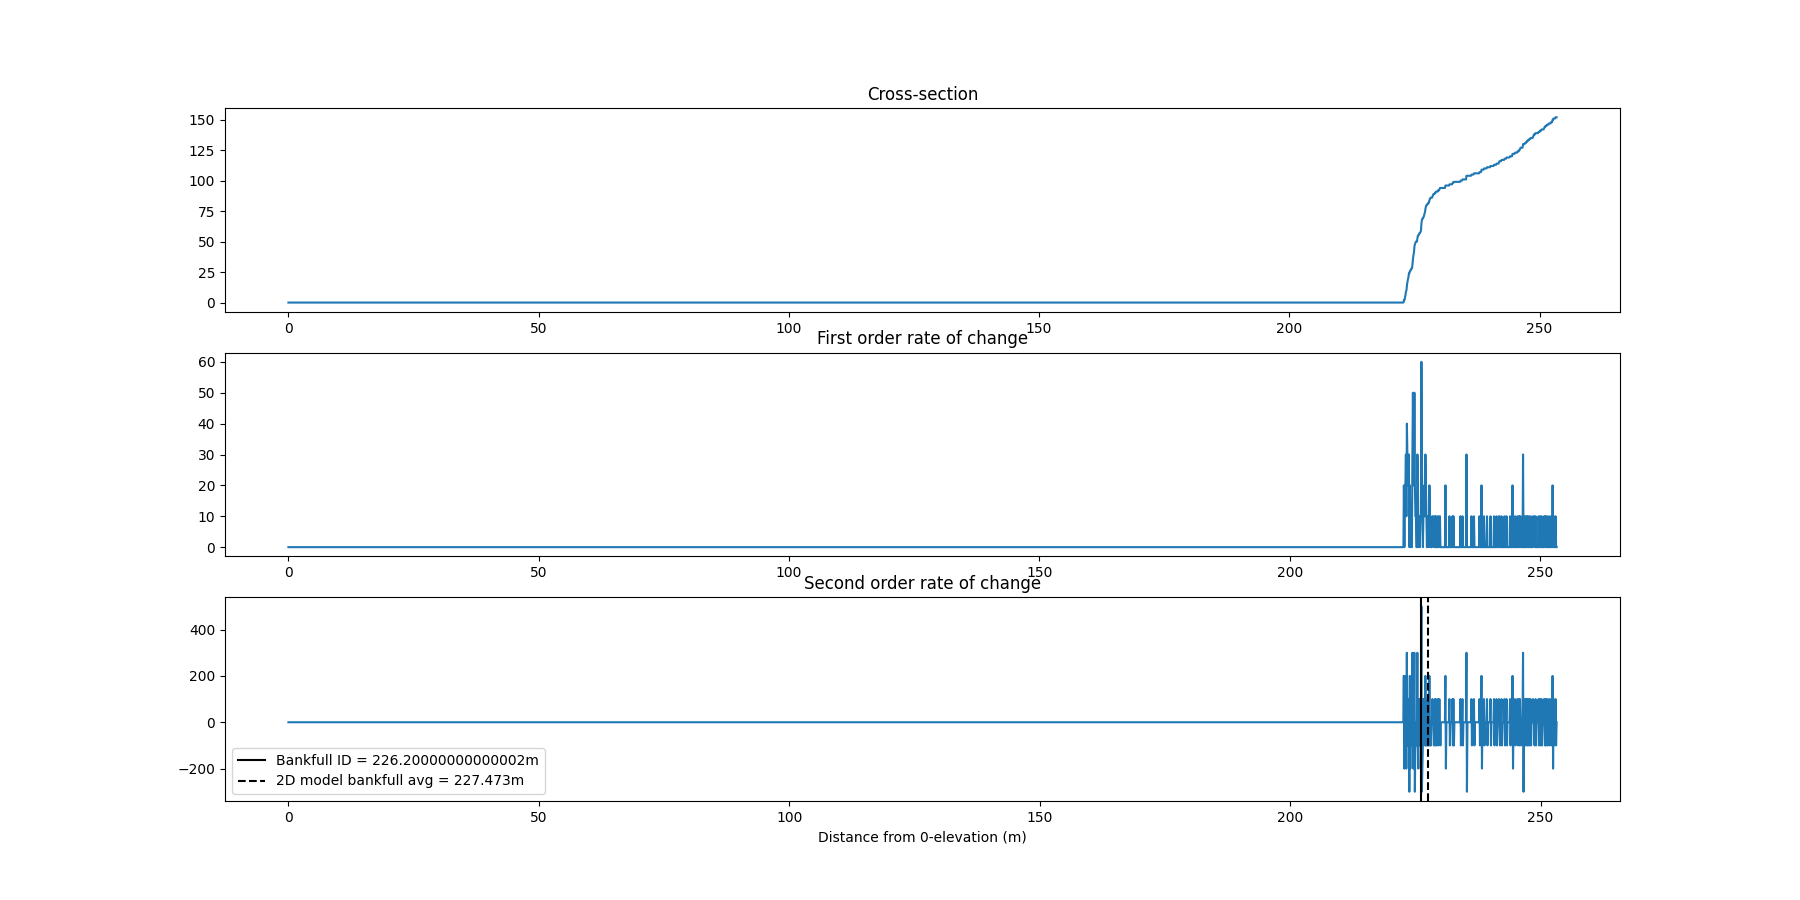 Cross-section
150
125
100
75
50
25
0
0 50 100 150 200 250
First order rate of change
60
50
40
30
20
10
0
0 50 100 150 200 250
Second order rate of change
400
200
0
−200
Bankfull ID = 226.20000000000002m
2D model bankfull avg = 227.473m
0 50 100 150 200 250
Distance from 0-elevation (m)